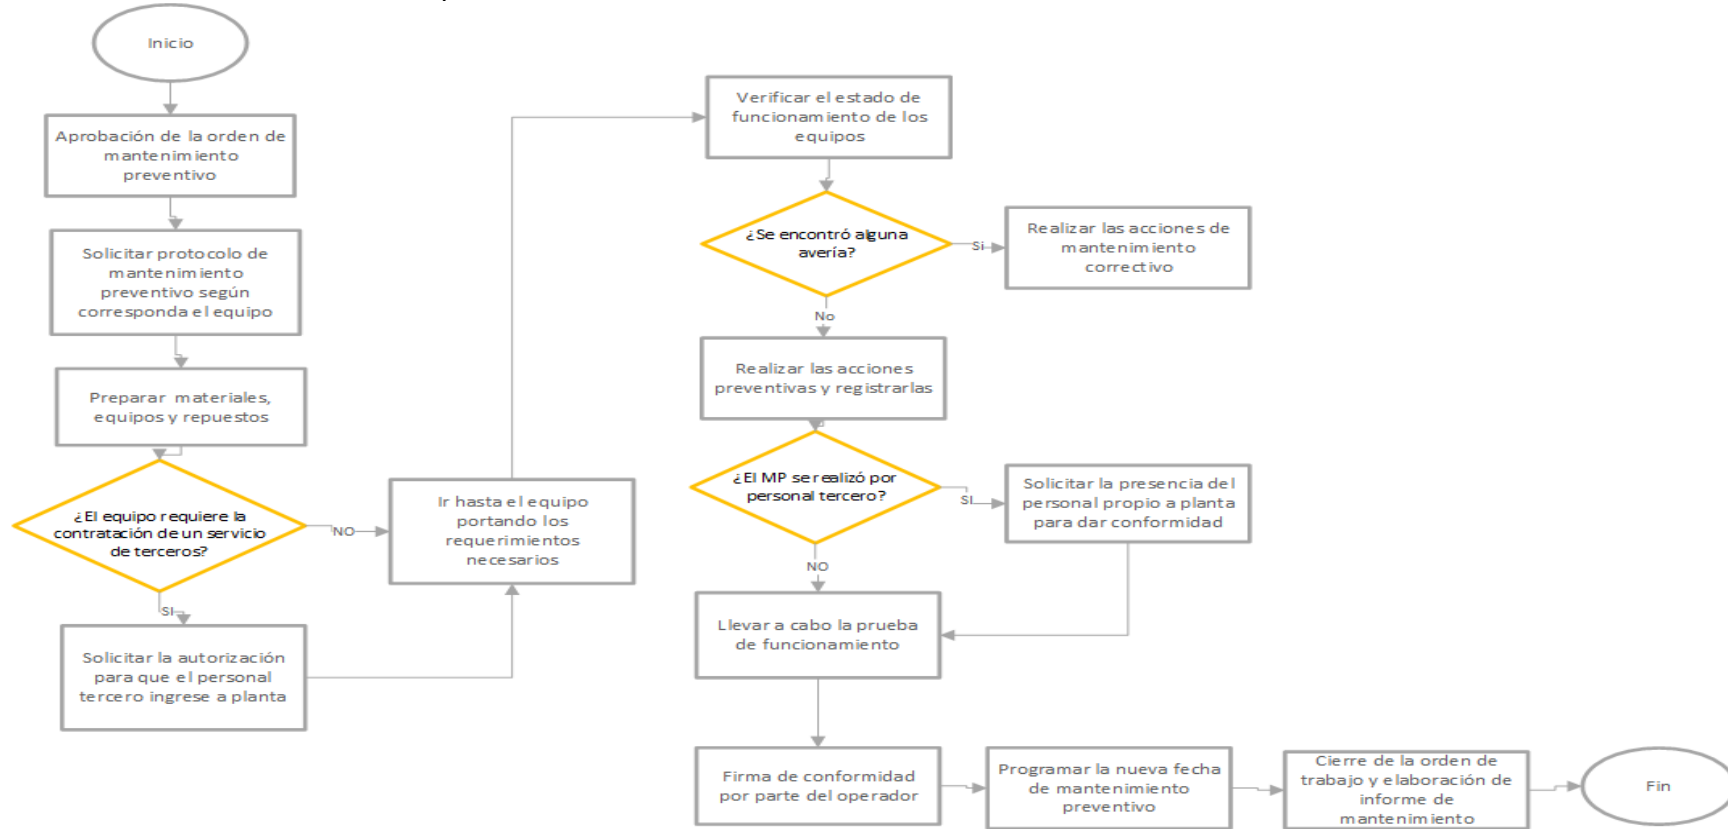 Inicio
Aprobación de la orden de
mantenimiento
preventivo
Solicitar protocolo de
mantenimiento
preventivo según
corresponda el equipo
Preparar materiales,
equipos y repuestos
¿El equipo requiere la
contratación de un servicio
de terceros?
NO
SI
Solicitar la autorización
para que el personal
tercero ingrese a planta
Ir hasta el equipo
portando los
requerimientos
necesarios
Verificar el estado de
funcionamiento de los
equipos
¿Se encontró alguna
avería?
Si
Realizar las acciones de
mantenimiento
correctivo
No
Realizar las acciones
preventivas y registrarlas
¿El MP se realizó por
personal tercero?
SI
Solicitar la presencia del
personal propio a planta
para dar conformidad
NO
Llevar a cabo la prueba
de funcionamiento
Firma de conformidad
por parte del operador
Programar la nueva fecha
de mantenimiento
preventivo
Cierre de la orden de
trabajo y elaboración de
informe de
mantenimiento
Fin